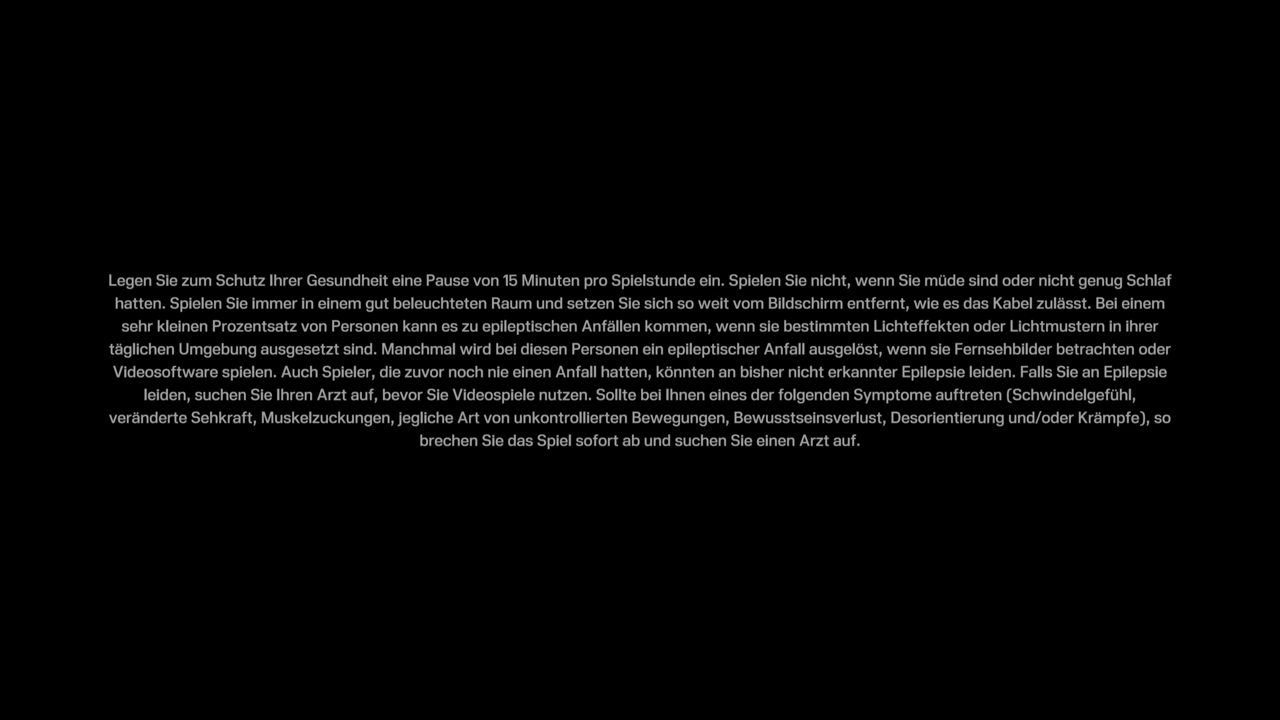 Legen Sie zum Schutz Ihrer Gesundheit eine Pause von 15 Minuten pro Spielstunde ein. Spielen Sie nicht, wenn Sie müde sind oder nicht genug Schlaf
hatten. Spielen Sie immer in einem gut beleuchteten Raum und setzen Sie sich so weit vom Bildschirm entfernt, wie es das Kabel zulässt. Bei einem
sehr kleinen Prozentsatz von Personen kann es zu epileptischen Anfällen kommen, wenn sie bestimmten Lichteffekten oder Lichtmustern in ihrer
täglichen Umgebung ausgesetzt sind. Manchmal wird bei diesen Personen ein epileptischer Anfall ausgelöst, wenn sie Fernsehbilder betrachten oder
Videosoftware spielen. Auch Spieler, die zuvor noch nie einen Anfall hatten, könnten an bisher nicht erkannter Epilepsie leiden. Falls Sie an Epilepsie
leiden, suchen Sie Ihren Arzt auf, bevor Sie Videospiele nutzen. Sollte bei Ihnen eines der folgenden Symptome auftreten (Schwindelgefühl,
veränderte Sehkraft, Muskelzuckungen, jegliche Art von unkontrollierten Bewegungen, Bewusstseinsverlust, Desorientierung und/oder Krämpfe), so
brechen Sie das Spiel sofort ab und suchen Sie einen Arzt auf.